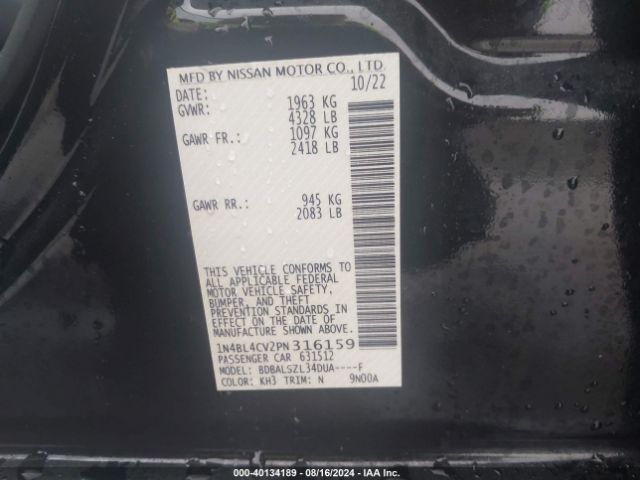 MFD BY NISSAN MOTOR CO., LTD.
DATE: 10/22
GVWR: 1963 KG
4328 LB
GAWR FR.: 1097 KG
2418 LB
GAWR RR.: 945 KG
2083 LB
THIS VEHICLE CONFORMS TO
ALL APPLICABLE FEDERAL
MOTOR VEHICLE SAFETY,
BUMPER, AND THEFT
PREVENTION STANDARDS IN
EFFECT ON THE DATE OF
MANUFACTURE SHOWN ABOVE.
1N4BL4CV2PN316159
PASSENGER CAR 631512
MODEL: BDBALSZL34DUA----F
COLOR: KH3 TRIM: N 9N00A
000-40134189 - 08/16/2024 - IAA Inc.